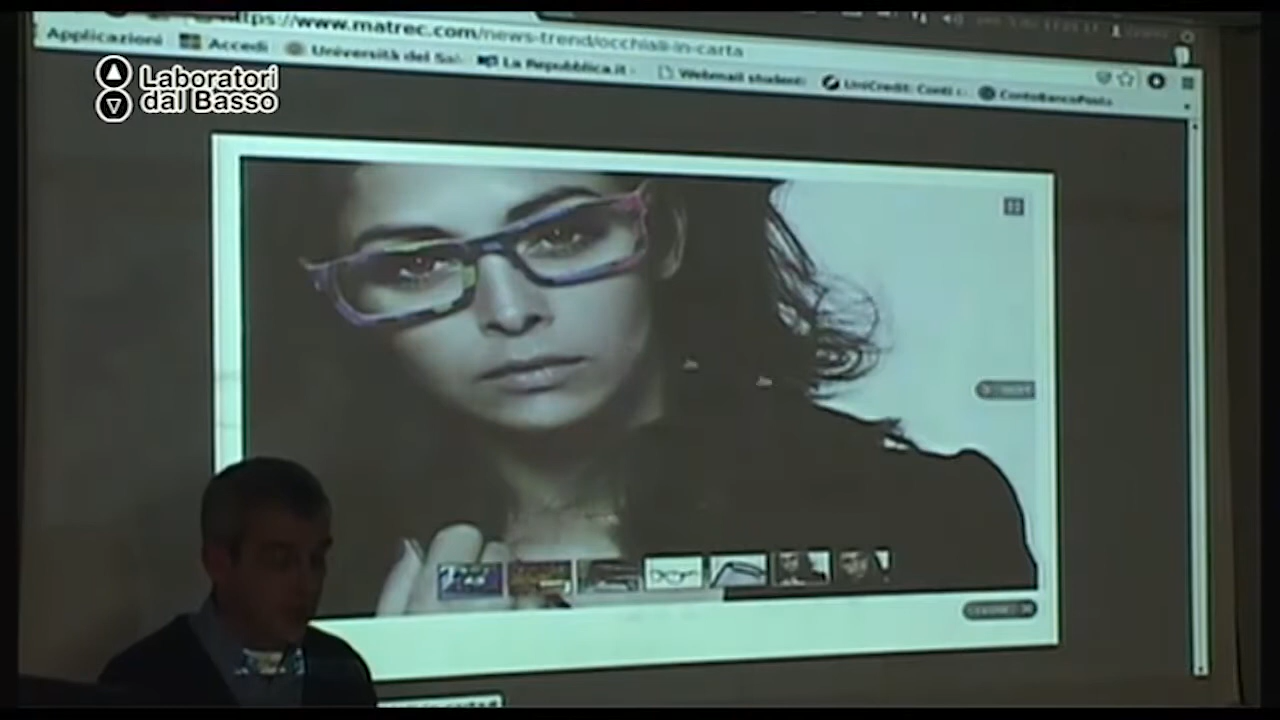 https://www.matrec.com/news-trend/occhiali-in-carta
Applicazioni Accedi Università del Sal La Repubblica.it Webmail studenti UniCredit: Conti ContoBancoPosta
Laboratori
dal Basso